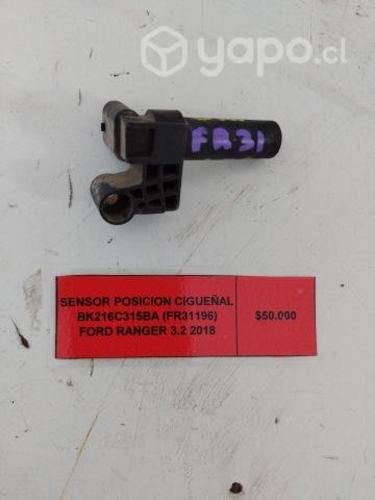 yapo.cl
FR31
SENSOR POSICION CIGUEÑAL
BK216C315BA (FR31196)
FORD RANGER 3.2 2018
$50.000